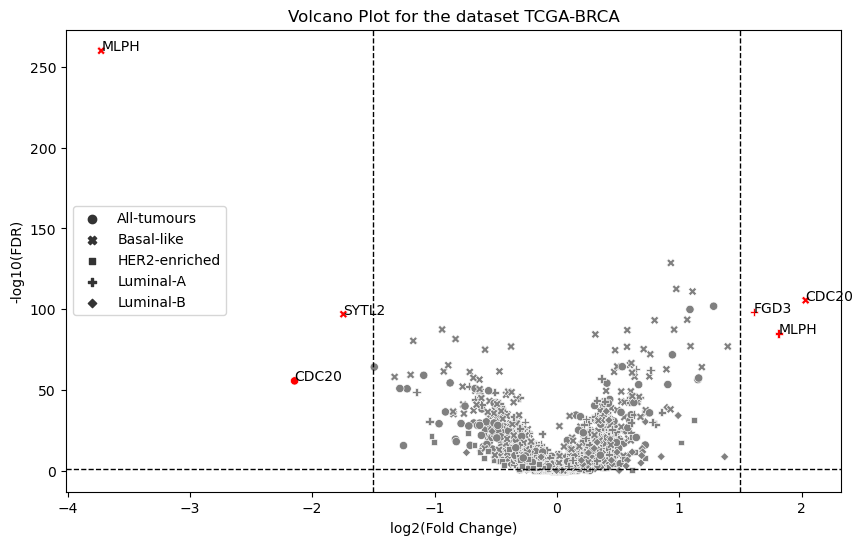 Volcano Plot for the dataset TCGA-BRCA
-log10(FDR)
250
200
150
100
50
0
MLPH
CDC20
SYTL2
FGD3
CDC20
MLPH
All-tumours
Basal-like
HER2-enriched
Luminal-A
Luminal-B
−4
−3
−2
−1
0
1
2
log2(Fold Change)